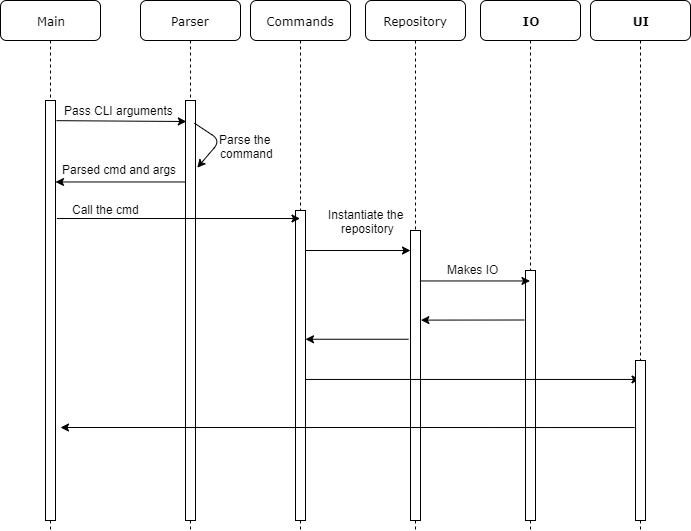 Main
Parser
Commands
Repository
IO
UI
Pass CLI arguments
Parse the
command
Parsed cmd and args
Call the cmd
Instantiate the
repository
Makes IO